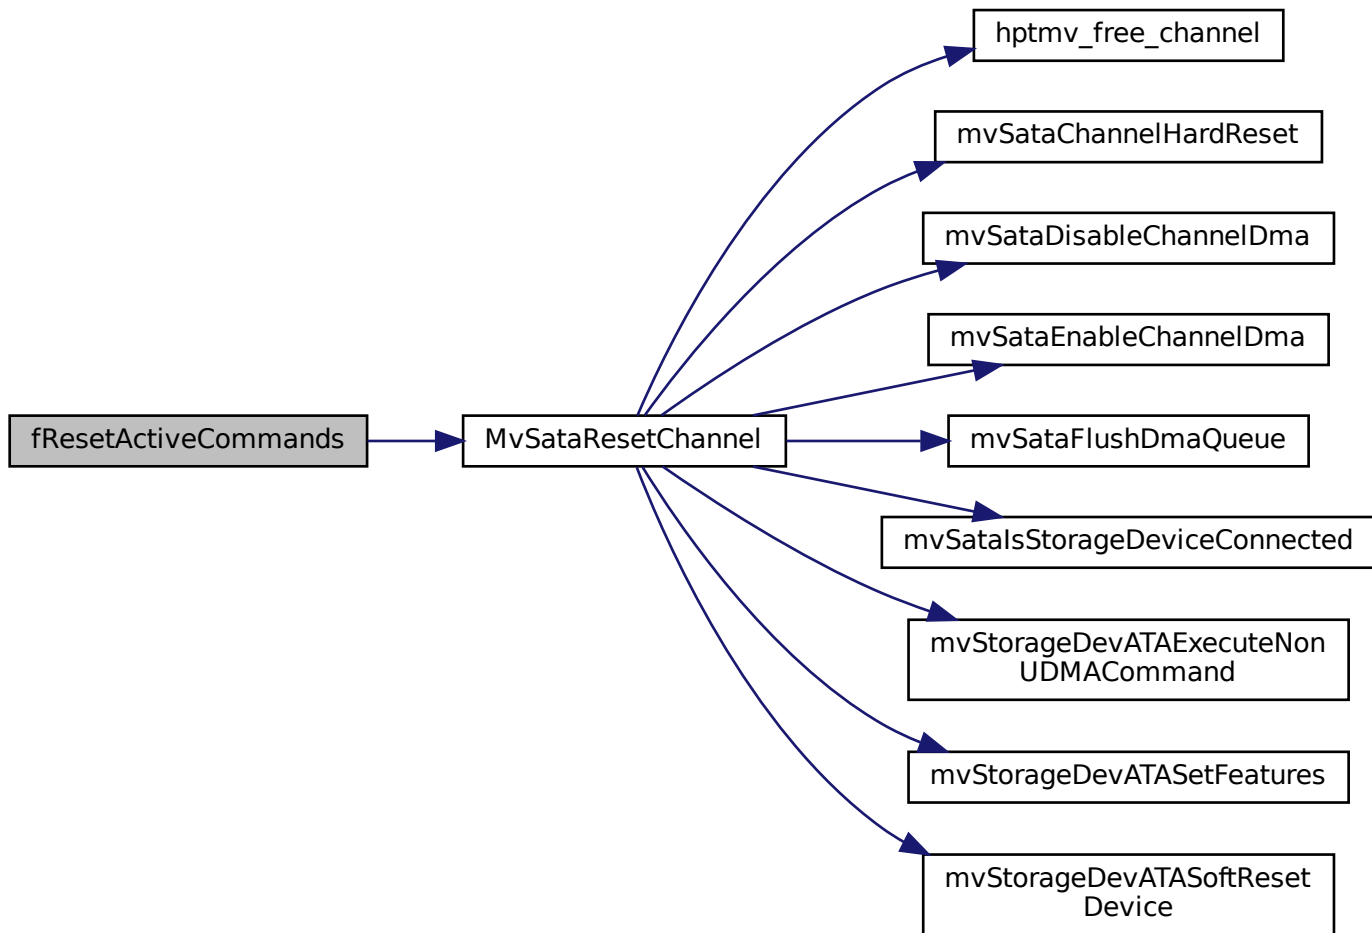 hptmv_free_channel
mvSataChannelHardReset
mvSataDisableChannelDma
mvSataEnableChannelDma
fResetActiveCommands
MvSataResetChannel
mvSataFlushDmaQueue
mvSataIsStorageDeviceConnected
mvStorageDevATAExecuteNon
UDMACommand
mvStorageDevATASetFeatures
mvStorageDevATASoftReset
Device